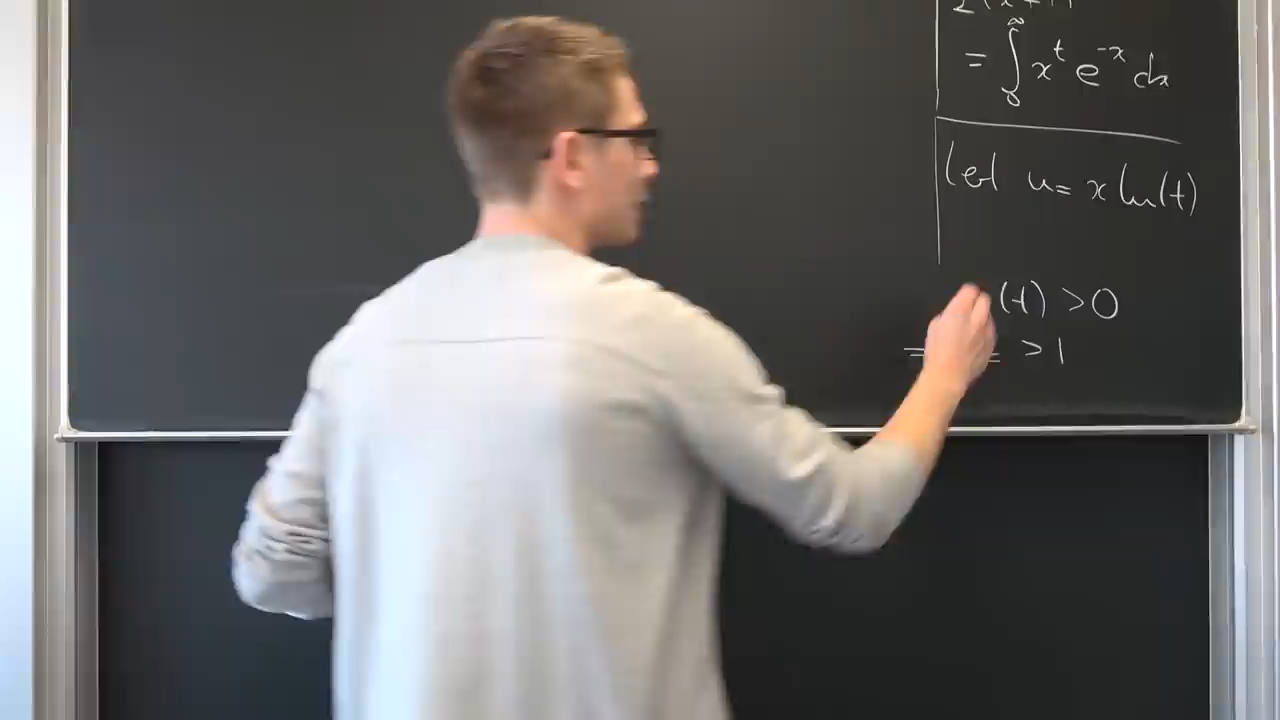 = ∫₀^∞ x^t e^{-x} dx
let u = x ln(t)
(t) > 0
> 1